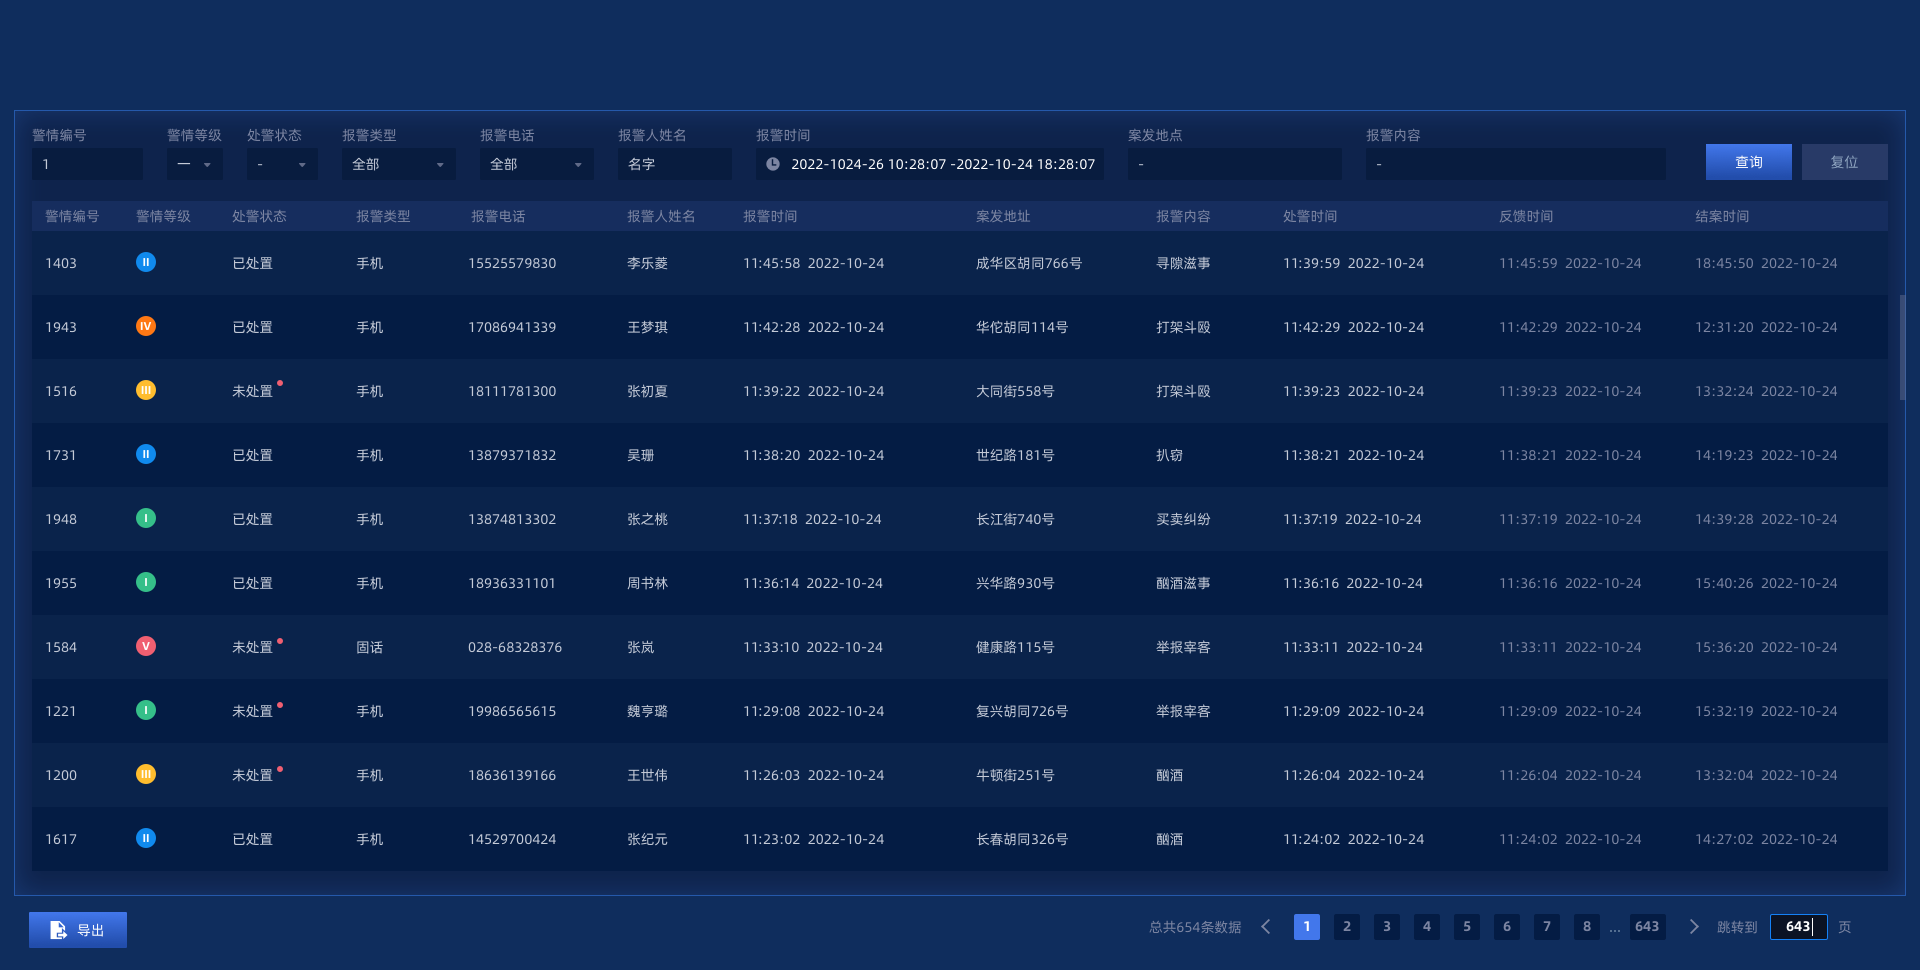 警情编号 警情等级 处警状态 报警类型 报警电话 报警人姓名 报警时间 案发地点 报警内容
1 一 - 全部 全部 名字 2022-1024-26 10:28:07 -2022-10-24 18:28:07 - - 查询 复位
警情编号 警情等级 处警状态 报警类型 报警电话 报警人姓名 报警时间 案发地址 报警内容 处警时间 反馈时间 结案时间
1403 II 已处置 手机 15525579830 李乐菱 11:45:58 2022-10-24 成华区胡同766号 寻隙滋事 11:39:59 2022-10-24 11:45:59 2022-10-24 18:45:50 2022-10-24
1943 IV 已处置 手机 17086941339 王梦琪 11:42:28 2022-10-24 华佗胡同114号 打架斗殴 11:42:29 2022-10-24 11:42:29 2022-10-24 12:31:20 2022-10-24
1516 III 未处置 手机 18111781300 张初夏 11:39:22 2022-10-24 大同街558号 打架斗殴 11:39:23 2022-10-24 11:39:23 2022-10-24 13:32:24 2022-10-24
1731 II 已处置 手机 13879371832 吴珊 11:38:20 2022-10-24 世纪路181号 扒窃 11:38:21 2022-10-24 11:38:21 2022-10-24 14:19:23 2022-10-24
1948 I 已处置 手机 13874813302 张之桃 11:37:18 2022-10-24 长江街740号 买卖纠纷 11:37:19 2022-10-24 11:37:19 2022-10-24 14:39:28 2022-10-24
1955 I 已处置 手机 18936331101 周书林 11:36:14 2022-10-24 兴华路930号 酗酒滋事 11:36:16 2022-10-24 11:36:16 2022-10-24 15:40:26 2022-10-24
1584 V 未处置 固话 028-68328376 张岚 11:33:10 2022-10-24 健康路115号 举报宰客 11:33:11 2022-10-24 11:33:11 2022-10-24 15:36:20 2022-10-24
1221 I 未处置 手机 19986565615 魏亨璐 11:29:08 2022-10-24 复兴胡同726号 举报宰客 11:29:09 2022-10-24 11:29:09 2022-10-24 15:32:19 2022-10-24
1200 III 未处置 手机 18636139166 王世伟 11:26:03 2022-10-24 牛顿街251号 酗酒 11:26:04 2022-10-24 11:26:04 2022-10-24 13:32:04 2022-10-24
1617 II 已处置 手机 14529700424 张纪元 11:23:02 2022-10-24 长春胡同326号 酗酒 11:24:02 2022-10-24 11:24:02 2022-10-24 14:27:02 2022-10-24
导出 总共654条数据 1 2 3 4 5 6 7 8 ... 643 跳转到 643 页